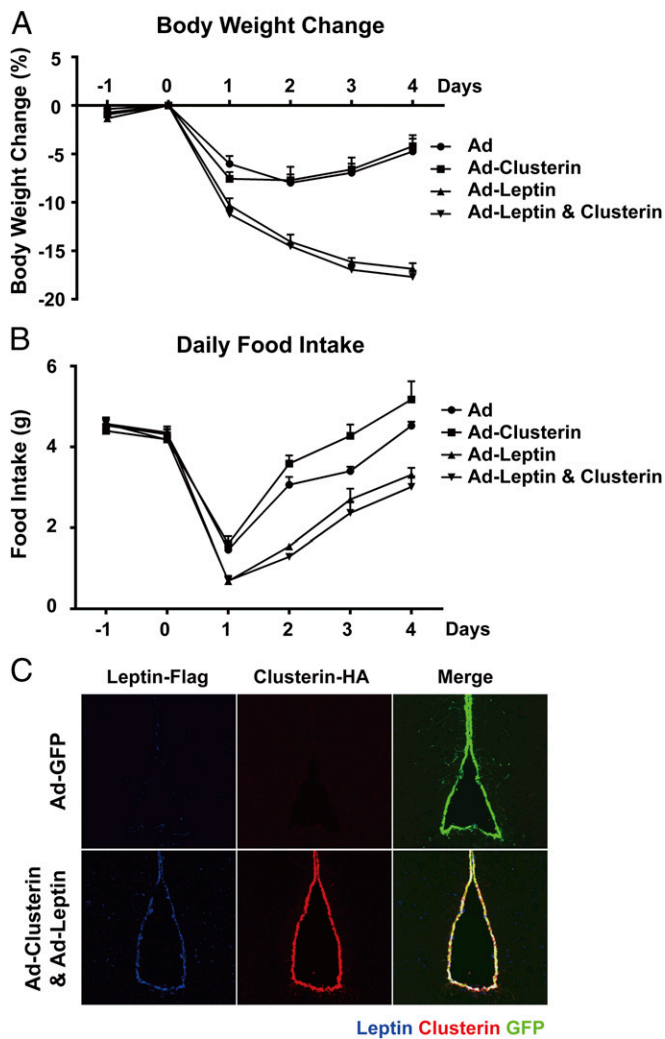 A
Body Weight Change
Body Weight Change (%)
5
0
-5
-10
-15
-20
-1 0 1 2 3 4 Days
Ad
Ad-Clusterin
Ad-Leptin
Ad-Leptin & Clusterin
B
Daily Food Intake
Food Intake (g)
6
4
2
0
-1 0 1 2 3 4 Days
Ad
Ad-Clusterin
Ad-Leptin
Ad-Leptin & Clusterin
C
Leptin-Flag Clusterin-HA Merge
Ad-GFP
Ad-Clusterin
& Ad-Leptin
Leptin Clusterin GFP